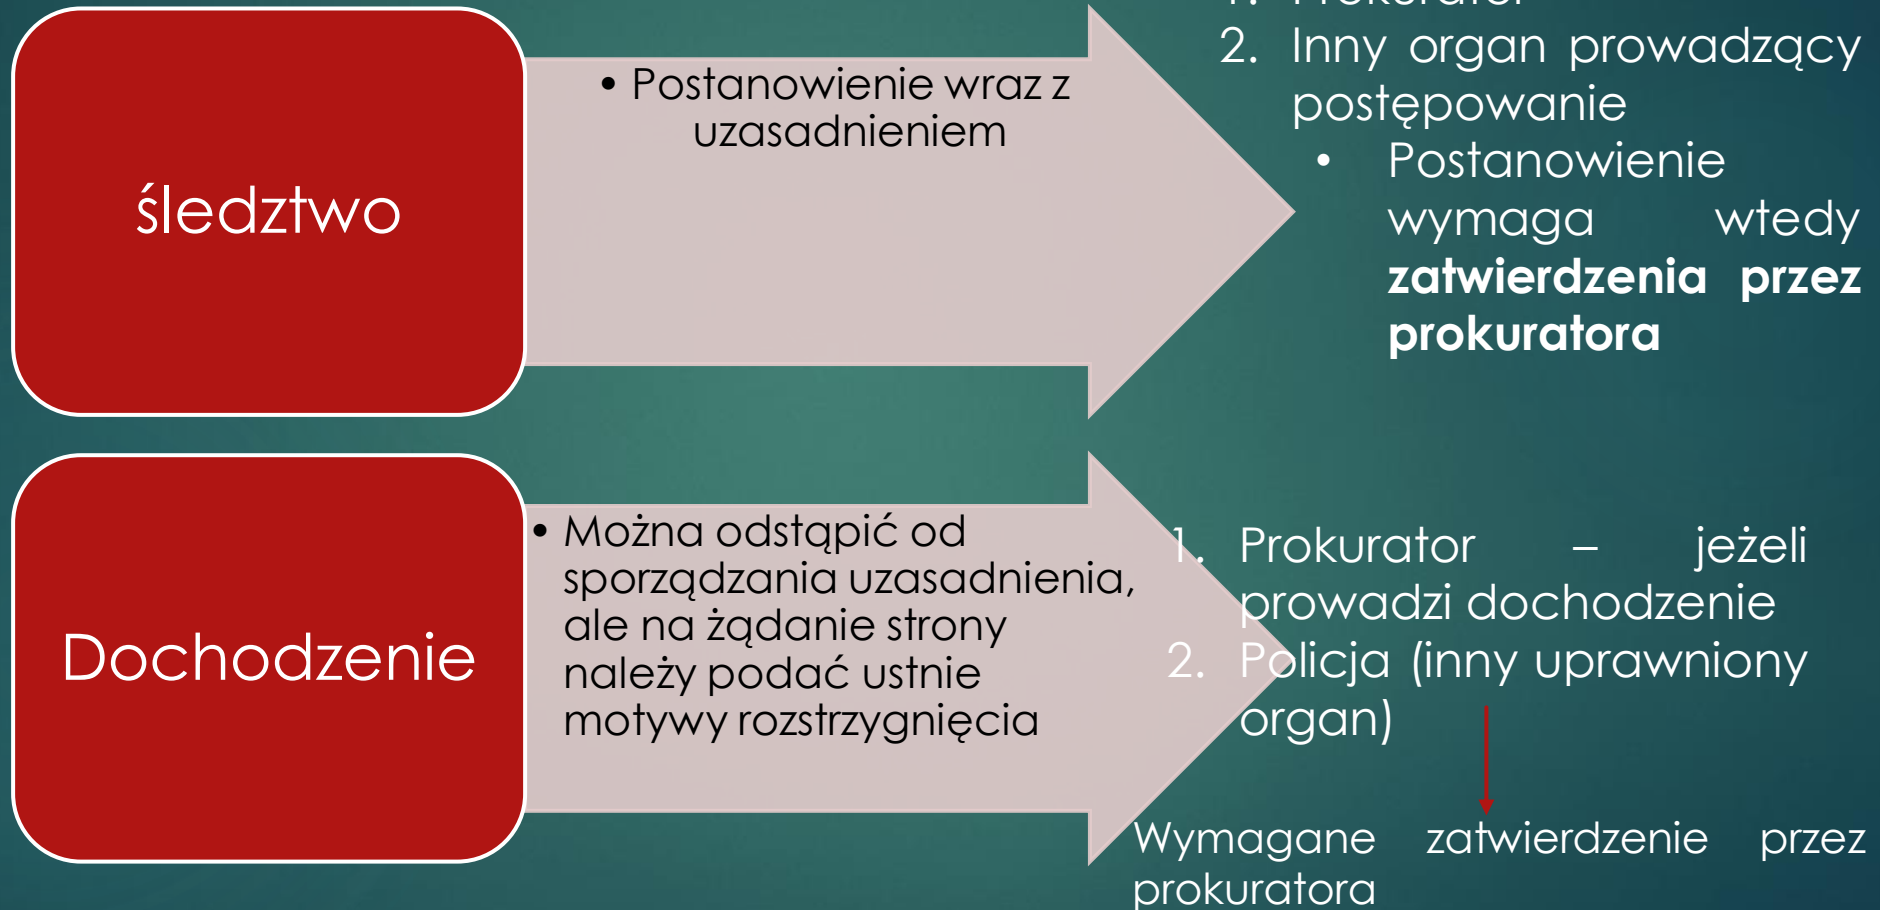 śledztwo
• Postanowienie wraz z
uzasadnieniem
1. Prokurator
2. Inny organ prowadzący
postępowanie
• Postanowienie
wymaga wtedy
zatwierdzenia przez
prokuratora
Dochodzenie
• Można odstąpić od
sporządzania uzasadnienia,
ale na żądanie strony
należy podać ustnie
motywy rozstrzygnięcia
1. Prokurator – jeżeli
prowadzi dochodzenie
2. Policja (inny uprawniony
organ)
Wymagane zatwierdzenie przez
prokuratora